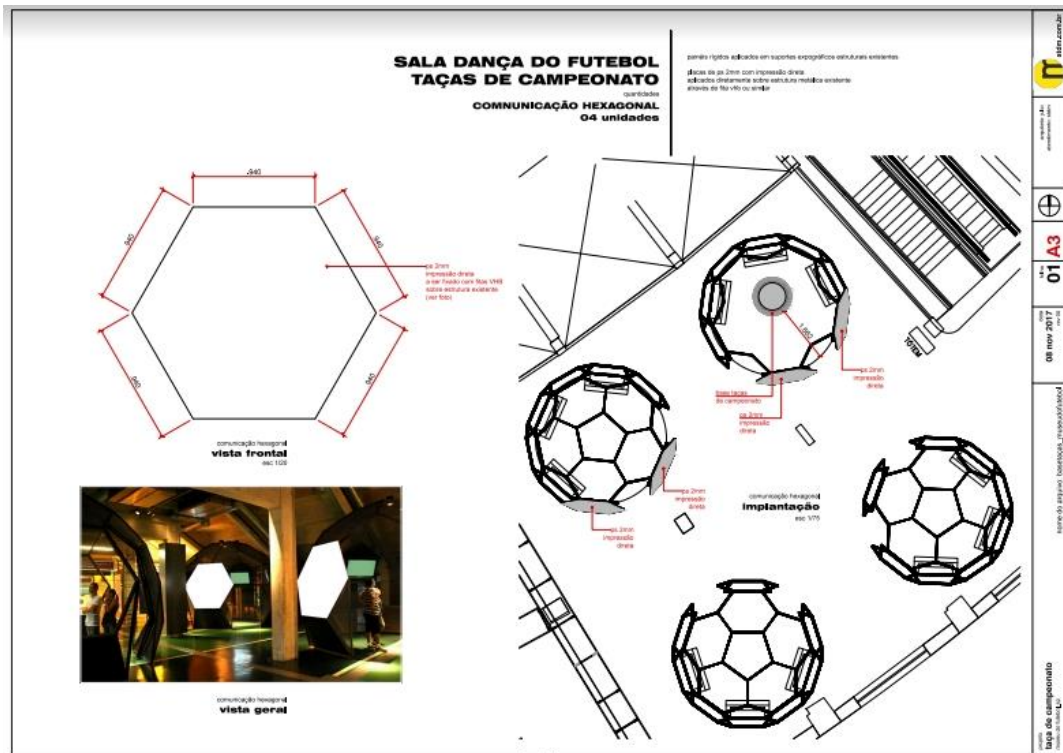 SALA DANÇA DO FUTEBOL
TAÇAS DE CAMPEONATO
quantidades
COMNUNICAÇÃO HEXAGONAL
04 unidades
painéis rígidos aplicados em suportes expográficos estruturais existentes
placas de ps 2mm com impressão direta
aplicados diretamente sobre estrutura metálica existente
através de fita vhb ou similar
.940
.940
.940
.940
.940
ps 2mm
impressão direta
a ser fixado com fitas VHB
sobre estrutura existente
(ver foto)
comunicação hexagonal
vista frontal
esc 1/20
comunicação hexagonal
vista geral
TÓTEM
ps 2mm
impressão
direta
base taças
de campeonato
ps 2mm
impressão
direta
ps 2mm
impressão
direta
ps 2mm
impressão
direta
comunicação hexagonal
implantação
esc 1/75
A3
01
08 nov 2017
taça de campeonato